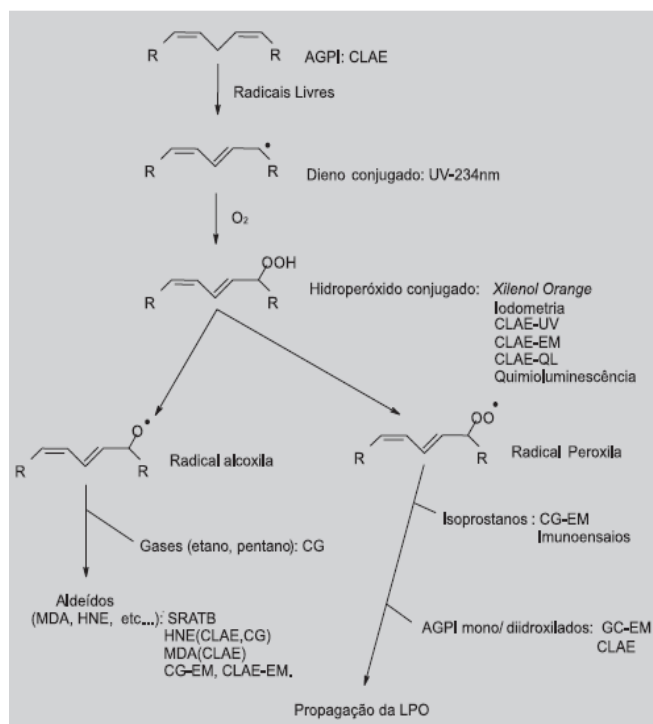 R
R
AGPI: CLAE
Radicais Livres
R
R
Dieno conjugado: UV-234nm
O₂
OOH
R
R
Hidroperóxido conjugado: Xilenol Orange
Iodometria
CLAE-UV
CLAE-EM
CLAE-QL
Quimioluminescência
O•
R
R
Radical alcoxila
OO•
R
R
Radical Peroxila
Gases (etano, pentano): CG
Isoprostanos : CG-EM
Imunoensaios
Aldeídos
(MDA, HNE, etc...): SRATB
HNE(CLAE,CG)
MDA(CLAE)
CG-EM, CLAE-EM.
AGPI mono/ diidroxilados: GC-EM
CLAE
Propagação da LPO